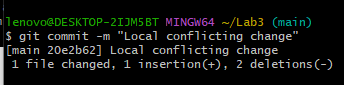 lenovo@DESKTOP-2IJM5BT MINGW64 ~/Lab3 (main)
$ git commit -m "Local conflicting change"
[main 20e2b62] Local conflicting change
 1 file changed, 1 insertion(+), 2 deletions(-)